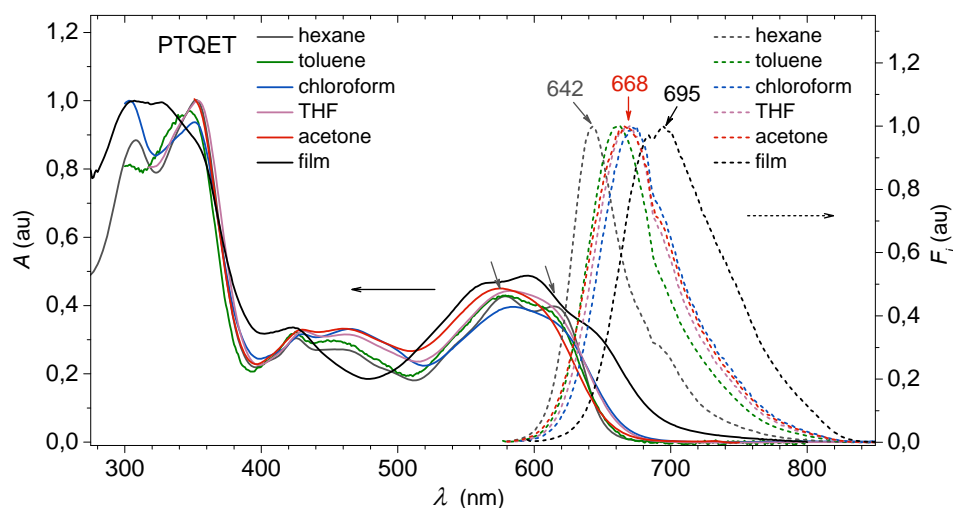 PTQET
hexane
toluene
chloroform
THF
acetone
film
hexane
toluene
chloroform
THF
acetone
film
642
668
695
1,2
1,0
0,8
0,6
0,4
0,2
0,0
A (au)
1,2
1,0
0,8
0,6
0,4
0,2
0,0
F_i (au)
300 400 500 600 700 800
λ (nm)